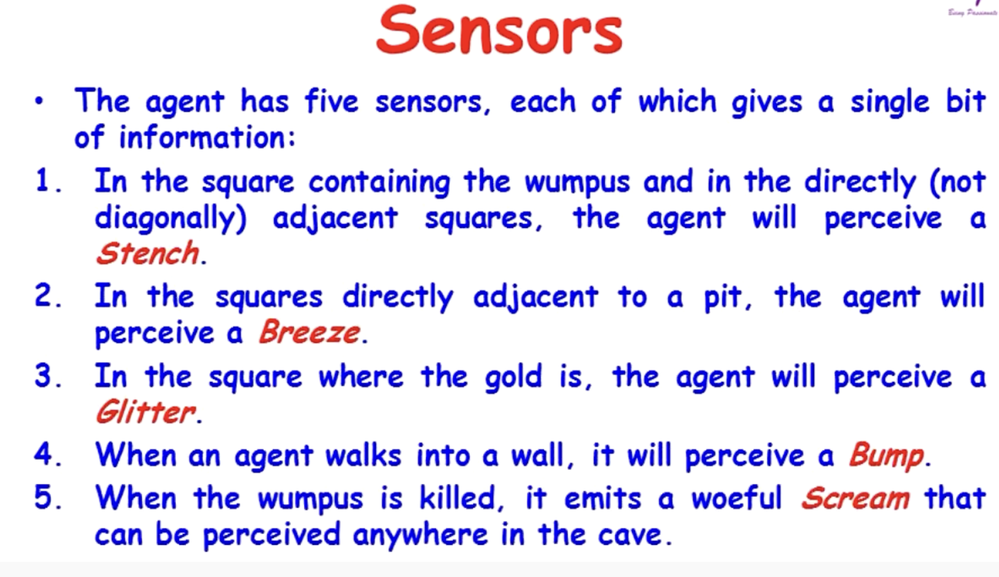 Being Passionate
Sensors
• The agent has five sensors, each of which gives a single bit
of information:
1. In the square containing the wumpus and in the directly (not
diagonally) adjacent squares, the agent will perceive a
Stench.
2. In the squares directly adjacent to a pit, the agent will
perceive a Breeze.
3. In the square where the gold is, the agent will perceive a
Glitter.
4. When an agent walks into a wall, it will perceive a Bump.
5. When the wumpus is killed, it emits a woeful Scream that
can be perceived anywhere in the cave.